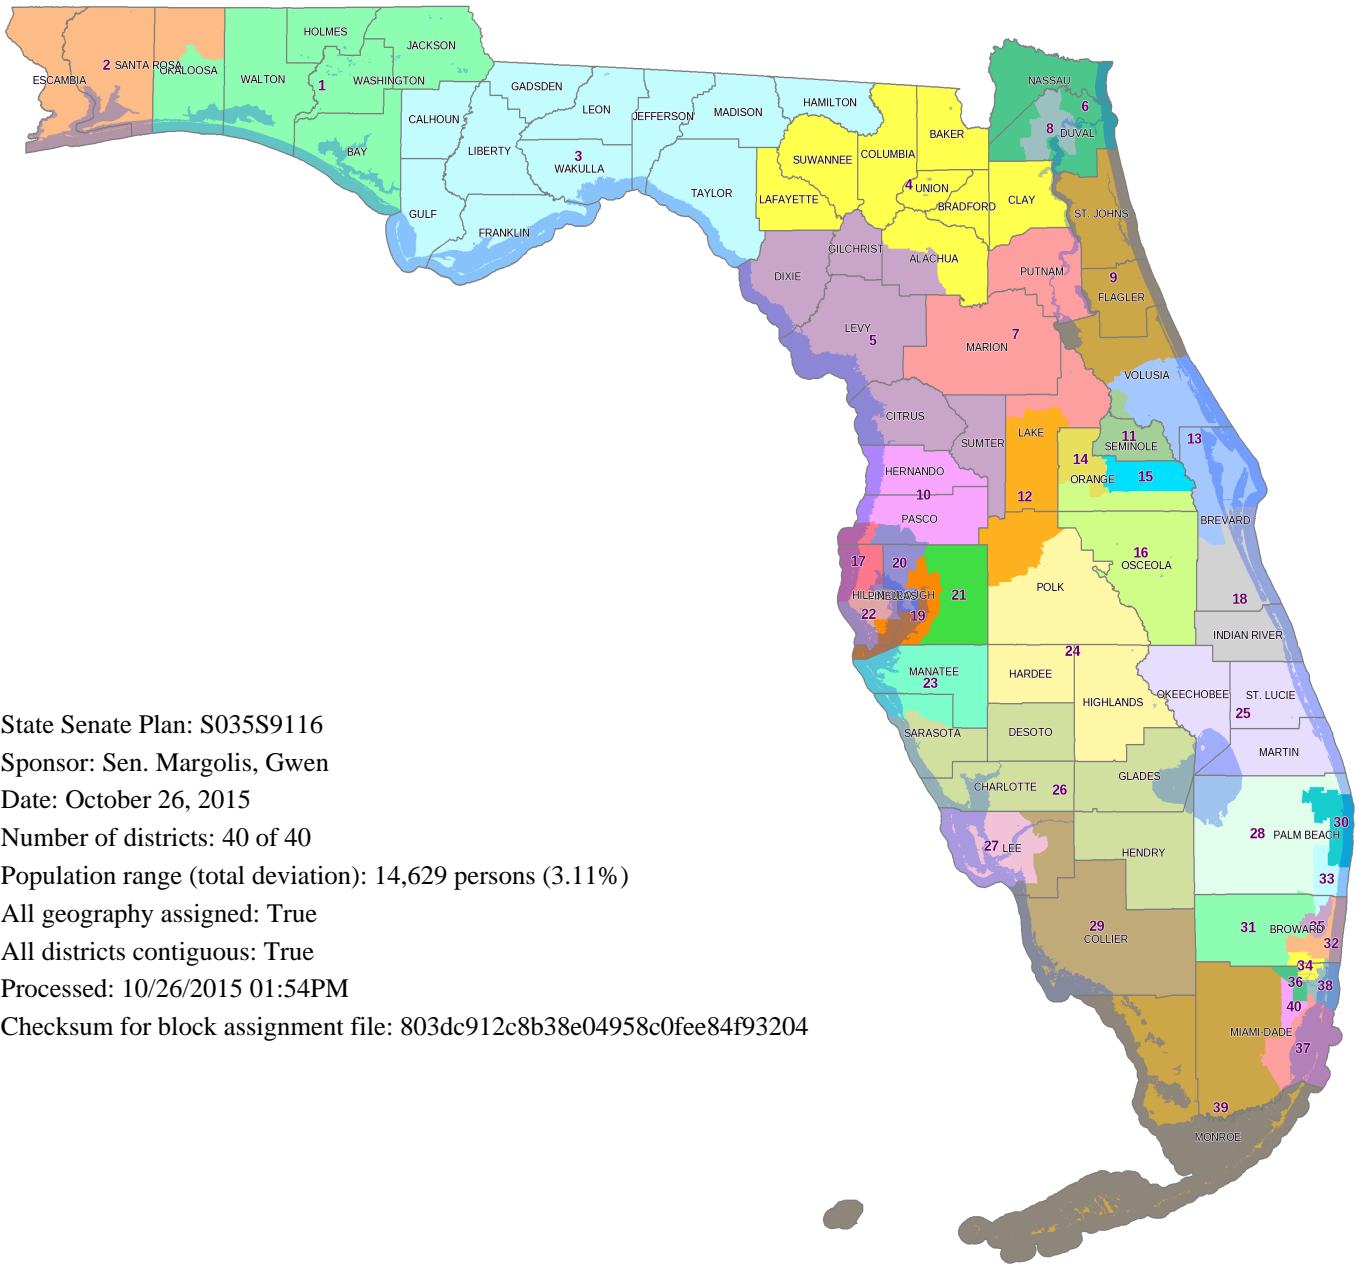 HOLMES
JACKSON
2 SANTA ROSA
OKALOOSA
ESCAMBIA
WALTON
1
WASHINGTON
BAY
GADSDEN
LEON
JEFFERSON
MADISON
HAMILTON
CALHOUN
LIBERTY
3
WAKULLA
TAYLOR
GULF
FRANKLIN
SUWANNEE
COLUMBIA
BAKER
LAFAYETTE
4 UNION
BRADFORD
CLAY
NASSAU
6
8
DUVAL
ST. JOHNS
GILCHRIST
ALACHUA
DIXIE
PUTNAM
9
FLAGLER
LEVY
5
7
MARION
VOLUSIA
CITRUS
SUMTER
LAKE
11
SEMINOLE
13
HERNANDO
14
ORANGE
15
10
12
PASCO
BREVARD
17
20
16
OSCEOLA
HILLSBOROUGH
PINELLAS
21
POLK
22
19
18
INDIAN RIVER
MANATEE
23
24
HARDEE
HIGHLANDS
OKEECHOBEE
ST. LUCIE
25
SARASOTA
DESOTO
MARTIN
CHARLOTTE
26
GLADES
27 LEE
HENDRY
28
PALM BEACH
30
33
29
COLLIER
31
BROWARD
35
32
34
36
38
40
MIAMI-DADE
37
39
MONROE
State Senate Plan: S035S9116
Sponsor: Sen. Margolis, Gwen
Date: October 26, 2015
Number of districts: 40 of 40
Population range (total deviation): 14,629 persons (3.11%)
All geography assigned: True
All districts contiguous: True
Processed: 10/26/2015 01:54PM
Checksum for block assignment file: 803dc912c8b38e04958c0fee84f93204